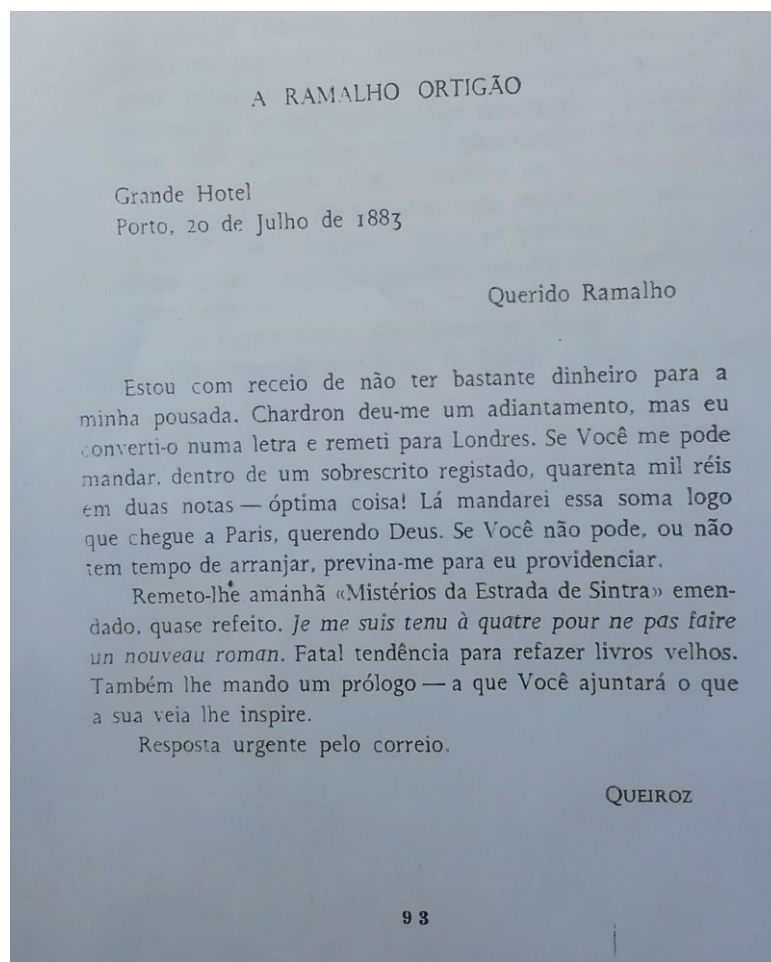 A RAMALHO ORTIGÃO
Grande Hotel
Porto, 20 de Julho de 1883
Querido Ramalho
Estou com receio de não ter bastante dinheiro para a
minha pousada. Chardron deu-me um adiantamento, mas eu
converti-o numa letra e remeti para Londres. Se Você me pode
mandar, dentro de um sobrescrito registado, quarenta mil réis
em duas notas — óptima coisa! Lá mandarei essa soma logo
que chegue a Paris, querendo Deus. Se Você não pode, ou não
tem tempo de arranjar, previna-me para eu providenciar.
Remeto-lhe amánhã «Mistérios da Estrada de Sintra» emen-
dado, quase refeito. Je me suis tenu à quatre pour ne pas faire
un nouveau roman. Fatal tendência para refazer livros velhos.
Também lhe mando um prólogo — a que Você ajuntará o que
a sua veia lhe inspire.
Resposta urgente pelo correio.
QUEIROZ
93